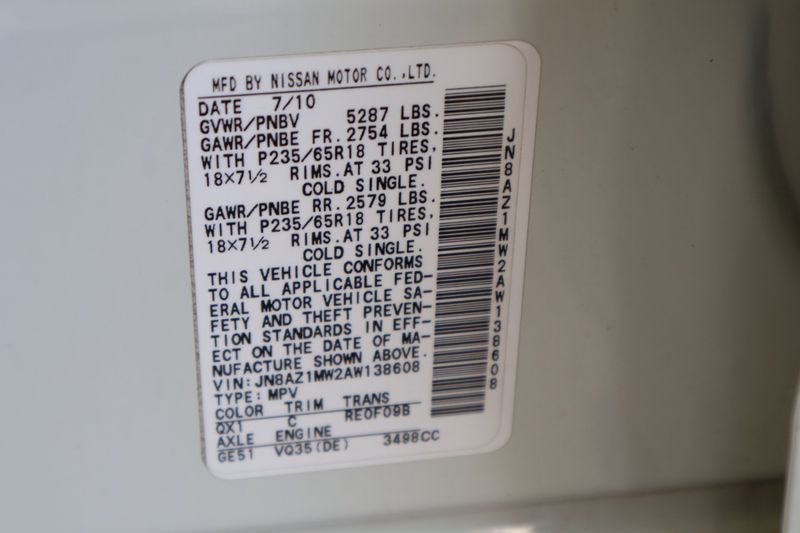 MFD BY NISSAN MOTOR CO.,LTD.
DATE 7/10
GVWR/PNBV 5287 LBS.
GAWR/PNBE FR. 2754 LBS.
WITH P235/65R18 TIRES,
18×7½ RIMS.AT 33 PSI
COLD SINGLE.
GAWR/PNBE RR. 2579 LBS.
WITH P235/65R18 TIRES,
18×7½ RIMS.AT 33 PSI
COLD SINGLE.
THIS VEHICLE CONFORMS
TO ALL APPLICABLE FED–
ERAL MOTOR VEHICLE SA–
FETY AND THEFT PREVEN–
TION STANDARDS IN EFF–
ECT ON THE DATE OF MA–
NUFACTURE SHOWN ABOVE.
VIN: JN8AZ1MW2AW138608
TYPE: MPV
COLOR TRIM TRANS
QX1 C RE0F09B
AXLE ENGINE
GE51 VQ35(DE) 3498CC
JN8AZ1MW2AW138608